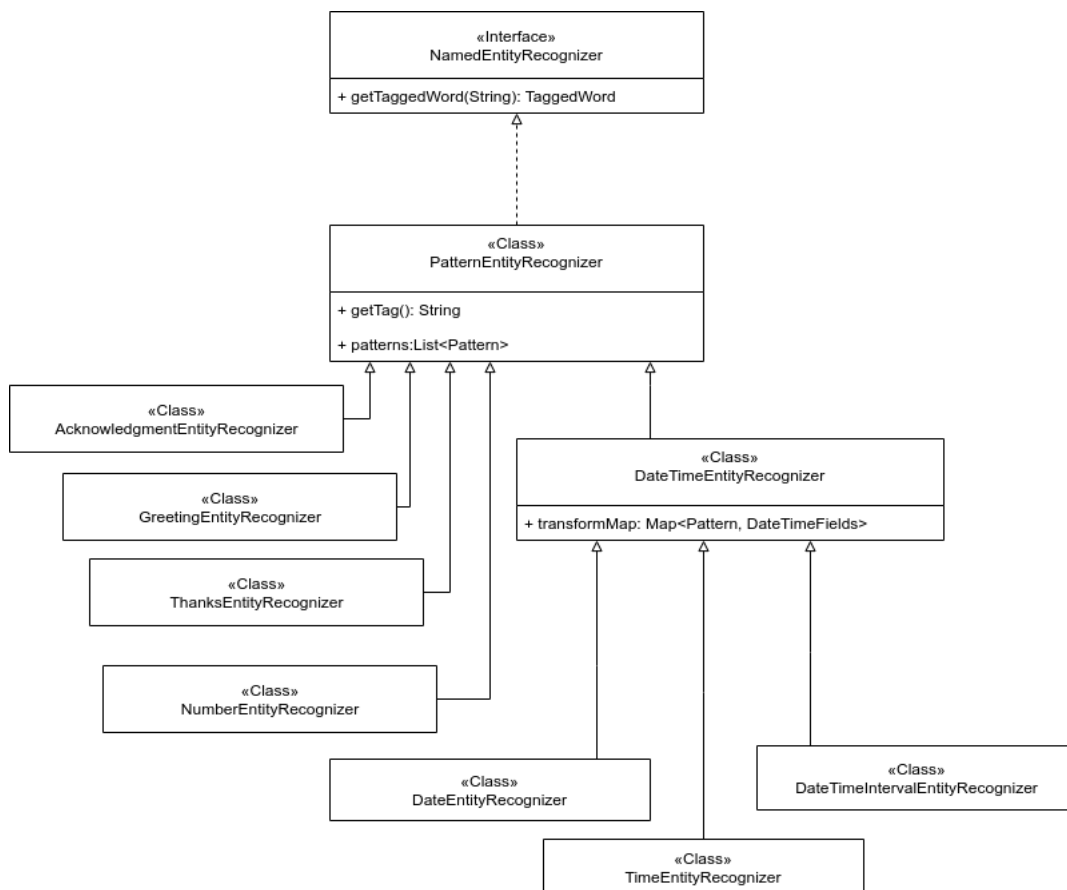 «Interface»
NamedEntityRecognizer
+ getTaggedWord(String): TaggedWord
«Class»
PatternEntityRecognizer
+ getTag(): String
+ patterns:List<Pattern>
«Class»
AcknowledgmentEntityRecognizer
«Class»
DateTimeEntityRecognizer
+ transformMap: Map<Pattern, DateTimeFields>
«Class»
GreetingEntityRecognizer
«Class»
ThanksEntityRecognizer
«Class»
NumberEntityRecognizer
«Class»
DateEntityRecognizer
«Class»
DateTimeIntervalEntityRecognizer
«Class»
TimeEntityRecognizer